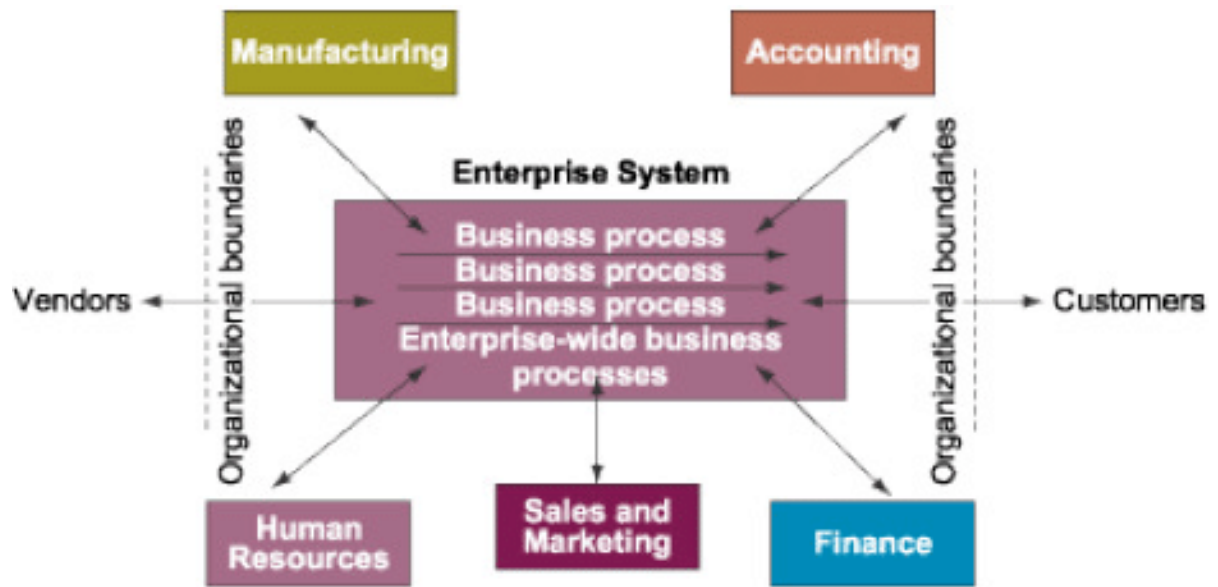 Manufacturing
Accounting
Organizational boundaries
Organizational boundaries
Enterprise System
Business process
Business process
Business process
Enterprise-wide business
processes
Vendors
Customers
Human
Resources
Sales and
Marketing
Finance